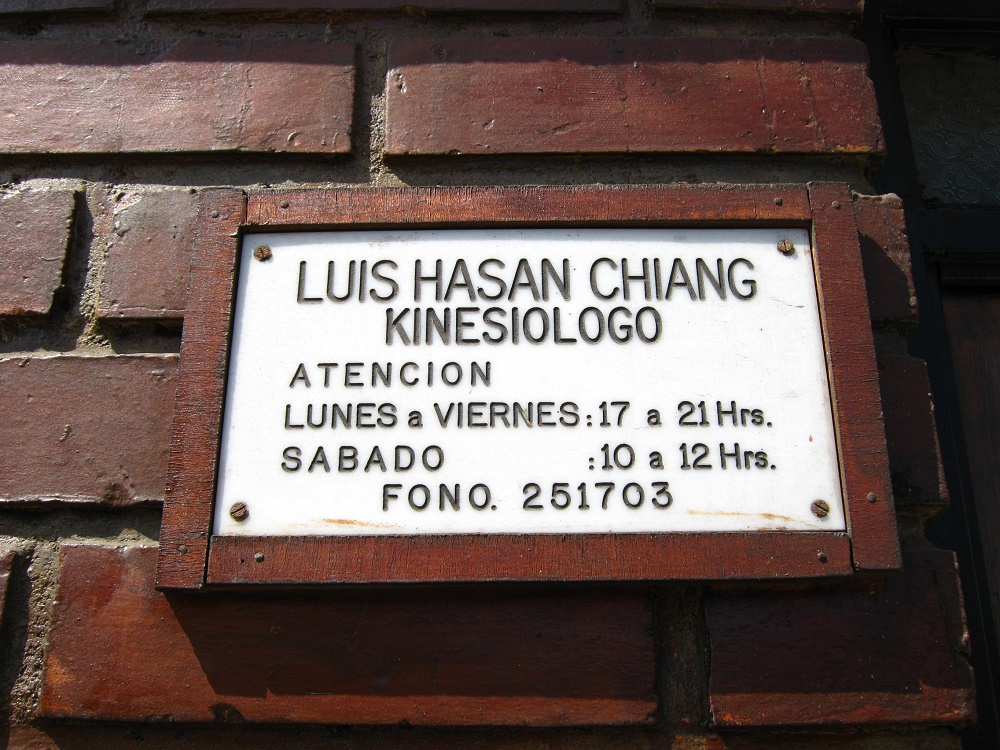 LUIS HASAN CHIANG
KINESIOLOGO
ATENCION
LUNES a VIERNES: 17 a 21 Hrs.
SABADO : 10 a 12 Hrs.
FONO. 251703